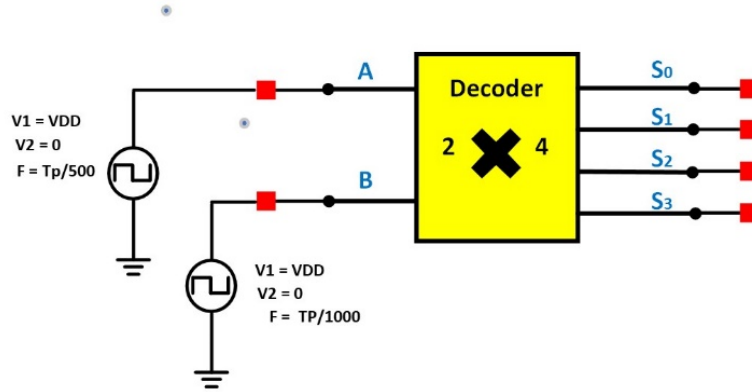 A
S0
Decoder
V1 = VDD
V2 = 0
F = Tp/500
S1
2 4
S2
B
S3
V1 = VDD
V2 = 0
F = TP/1000